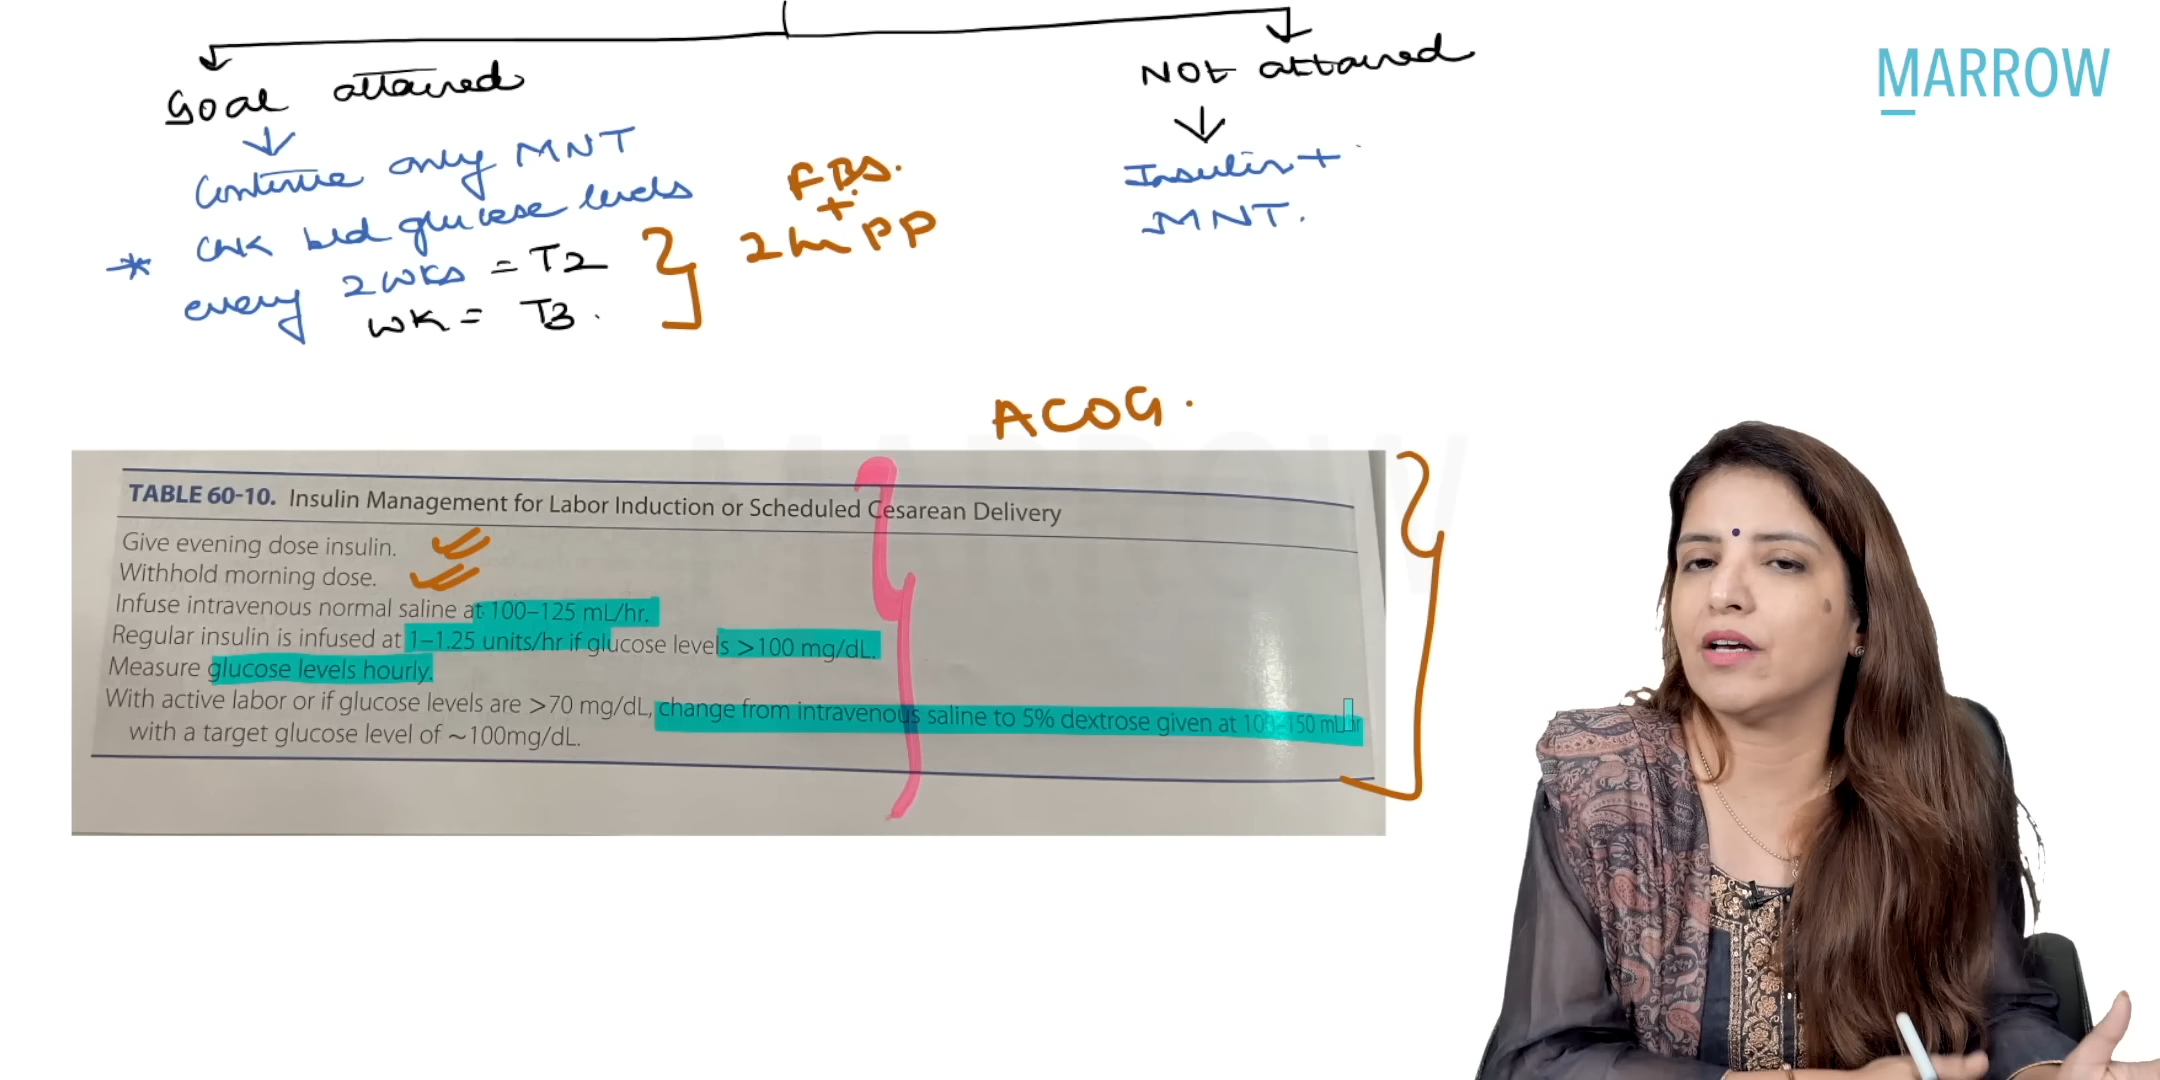 MARROW
Goal attained
Continue only MNT
* Chk bld glucose levels
every 2wks = T2
wk = T3.
FBS.
+
2hr PP
NOt attained
Insulin +
MNT.
ACOG.
TABLE 60-10. Insulin Management for Labor Induction or Scheduled Cesarean Delivery
Give evening dose insulin.
Withhold morning dose.
Infuse intravenous normal saline at 100–125 mL/hr.
Regular insulin is infused at 1–1.25 units/hr if glucose levels >100 mg/dL.
Measure glucose levels hourly.
With active labor or if glucose levels are >70 mg/dL, change from intravenous saline to 5% dextrose given at 100–150 mL/hr
with a target glucose level of ~100mg/dL.
MARROW